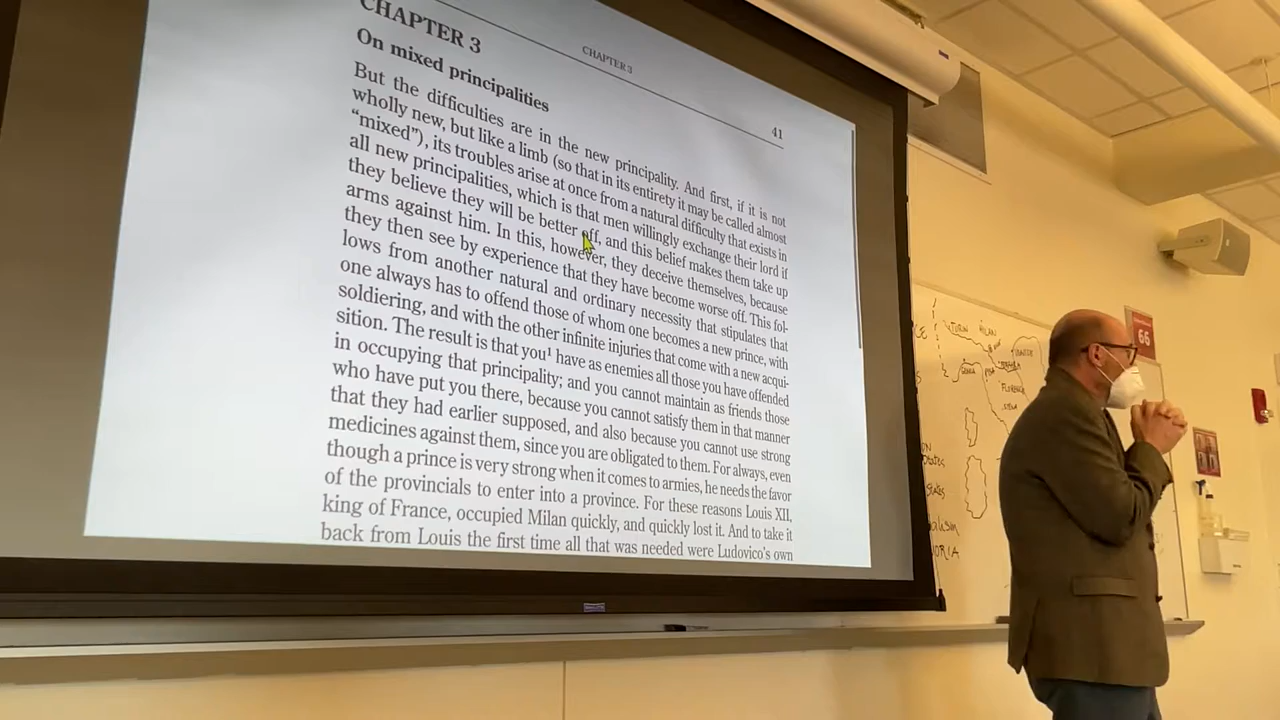 CHAPTER 3
41
CHAPTER 3
On mixed principalities
But the difficulties are in the new principality. And first, if it is not
wholly new, but like a limb (so that in its entirety it may be called almost
“mixed”), its troubles arise at once from a natural difficulty that exists in
all new principalities, which is that men willingly exchange their lord if
they believe they will be better off, and this belief makes them take up
arms against him. In this, however, they deceive themselves, because
they then see by experience that they have become worse off. This fol-
lows from another natural and ordinary necessity that stipulates that
one always has to offend those of whom one becomes a new prince, with
soldiering, and with the other infinite injuries that come with a new acqui-
sition. The result is that you¹ have as enemies all those you have offended
in occupying that principality; and you cannot maintain as friends those
who have put you there, because you cannot satisfy them in that manner
that they had earlier supposed, and also because you cannot use strong
medicines against them, since you are obligated to them. For always, even
though a prince is very strong when it comes to armies, he needs the favor
of the provincials to enter into a province. For these reasons Louis XII,
king of France, occupied Milan quickly, and quickly lost it. And to take it
back from Louis the first time all that was needed were Ludovico’s own
TURIN MILAN
VENICE
GENOA PISA
FLORENCE
SIENA
66